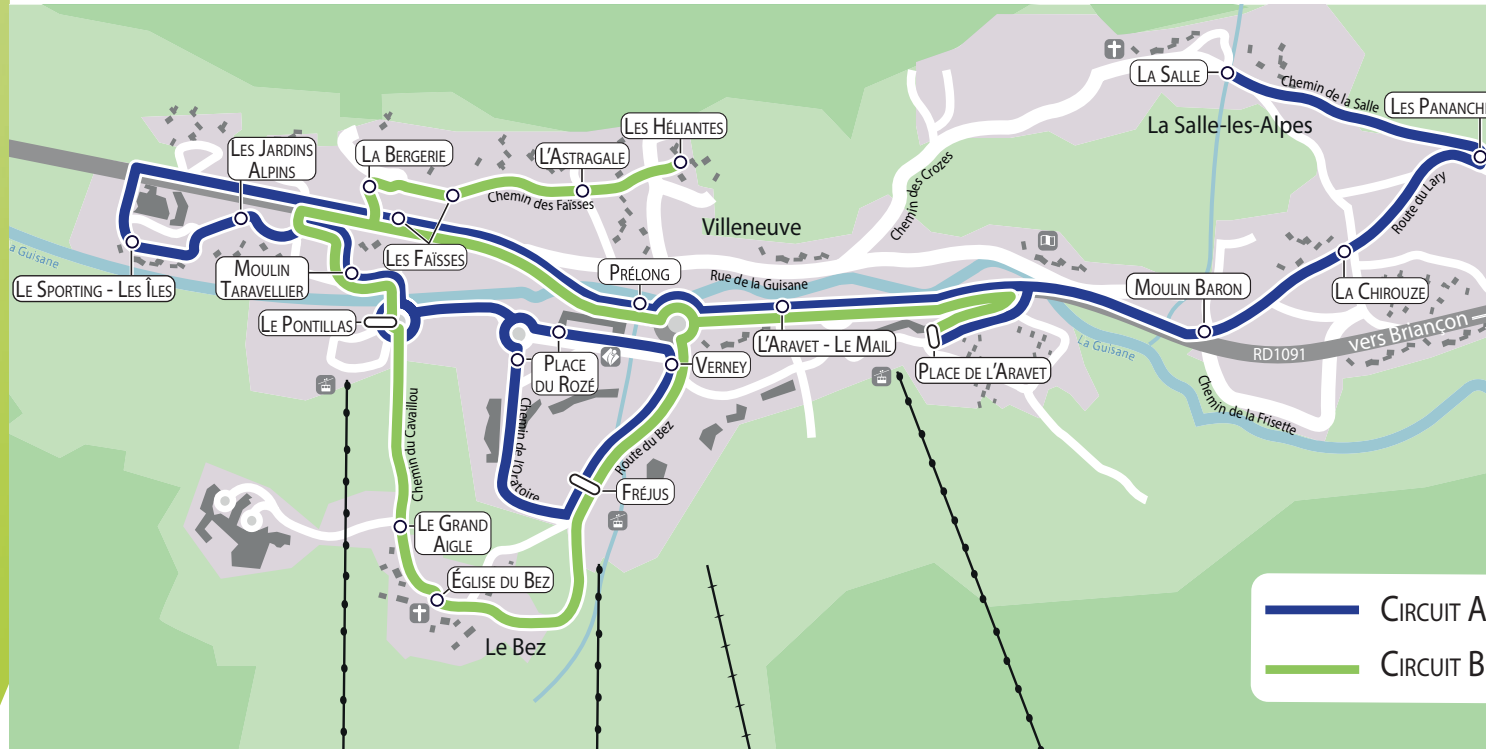 LA SALLE
Chemin de la Salle
LES PANANCHE
La Salle-les-Alpes
LES HÉLIANTES
LES JARDINS
ALPINS
LA BERGERIE
L'ASTRAGALE
Chemin des Faïsses
Chemin des Crozes
Route du Lary
Villeneuve
La Guisane
LES FAÏSSES
LE SPORTING - LES ÎLES
MOULIN
TARAVELLIER
PRÉLONG
Rue de la Guisane
MOULIN BARON
LA CHIROUZE
LE PONTILLAS
PLACE
DU ROZÉ
VERNEY
L'ARAVET - LE MAIL
PLACE DE L'ARAVET
La Guisane
RD1091
vers Briançon
Chemin de la Frisette
Chemin du Cavaillou
Chemin de l'Oratoire
Route du Bez
FRÉJUS
LE GRAND
AIGLE
ÉGLISE DU BEZ
Le Bez
CIRCUIT A
CIRCUIT B